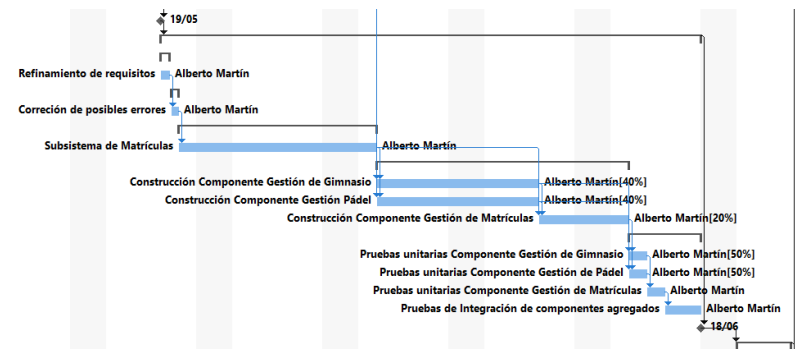 19/05
Refinamiento de requisitos Alberto Martín
Correción de posibles errores Alberto Martín
Subsistema de Matrículas Alberto Martín
Construcción Componente Gestión de Gimnasio Alberto Martín[40%]
Construcción Componente Gestión Pádel Alberto Martín[40%]
Construcción Componente Gestión de Matrículas Alberto Martín[20%]
Pruebas unitarias Componente Gestión de Gimnasio Alberto Martín[50%]
Pruebas unitarias Componente Gestión de Pádel Alberto Martín[50%]
Pruebas unitarias Componente Gestión de Matrículas Alberto Martín
Pruebas de Integración de componentes agregados Alberto Martín
18/06